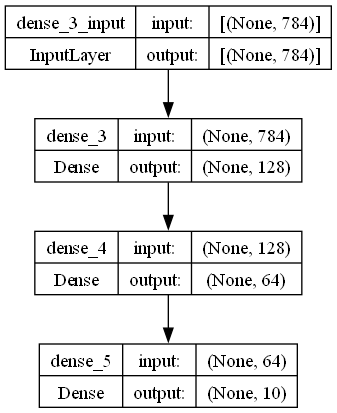 dense_3_input input: [(None, 784)]
InputLayer output: [(None, 784)]
dense_3 input: (None, 784)
Dense output: (None, 128)
dense_4 input: (None, 128)
Dense output: (None, 64)
dense_5 input: (None, 64)
Dense output: (None, 10)